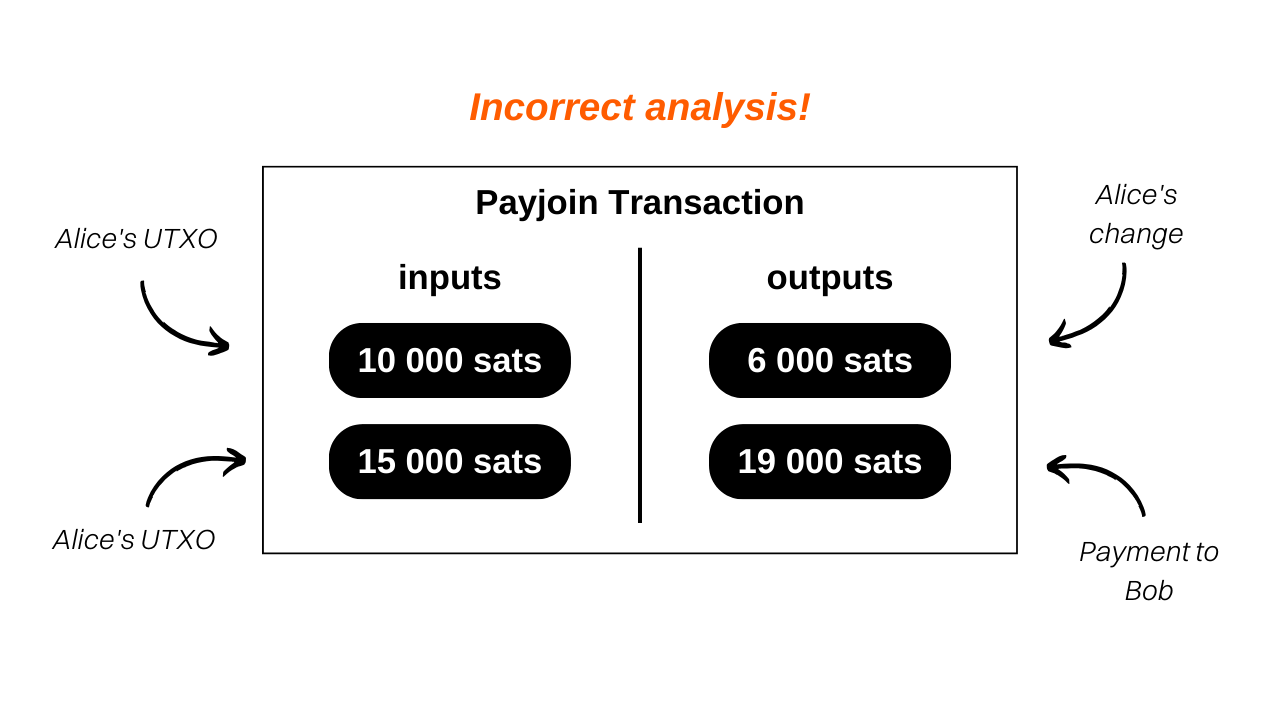 Incorrect analysis!
Payjoin Transaction
Alice's UTXO
Alice's
change
inputs
outputs
10 000 sats
6 000 sats
15 000 sats
19 000 sats
Alice's UTXO
Payment to
Bob